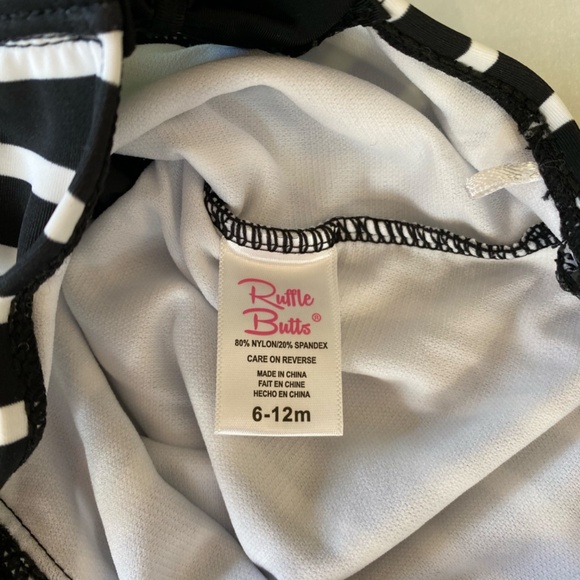 Ruffle
Butts®
80% NYLON/20% SPANDEX
CARE ON REVERSE
MADE IN CHINA
FAIT EN CHINE
HECHO EN CHINA
6-12m